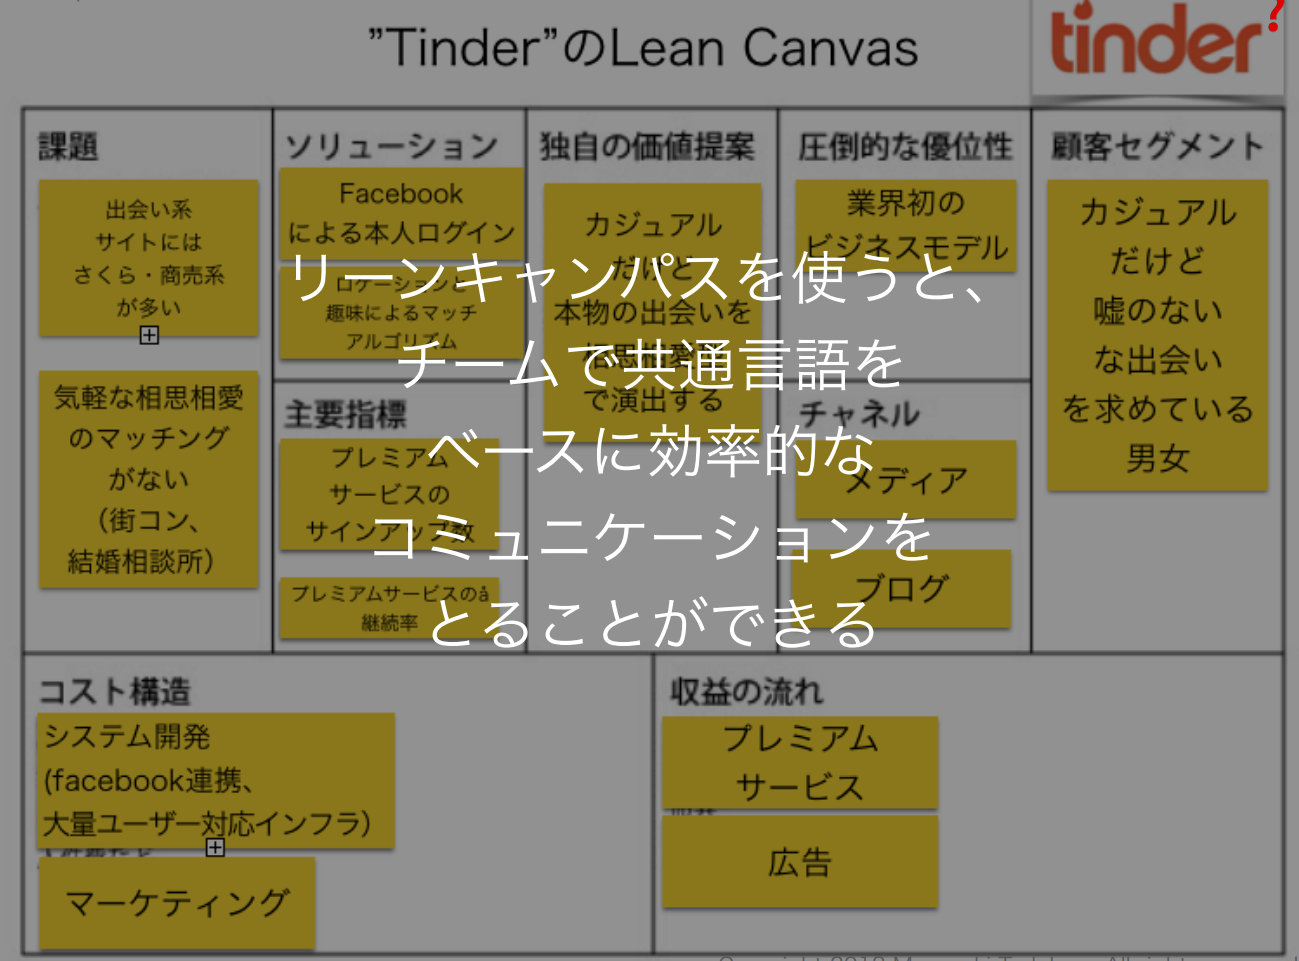 ”Tinder”のLean Canvas
tinder
?
課題
出会い系
サイトには
さくら・商売系
が多い
気軽な相思相愛
のマッチング
がない
（街コン、
結婚相談所）
ソリューション
Facebook
による本人ログイン
ロケーションと
趣味によるマッチ
アルゴリズム
主要指標
プレミアム
サービスの
サインアップ数
プレミアムサービスのå
継続率
独自の価値提案
カジュアル
だけど
本物の出会いを
相思相愛
で演出する
圧倒的な優位性
業界初の
ビジネスモデル
チャネル
メディア
ブログ
顧客セグメント
カジュアル
だけど
嘘のない
な出会い
を求めている
男女
コスト構造
システム開発
(facebook連携、
大量ユーザー対応インフラ）
マーケティング
収益の流れ
プレミアム
サービス
広告
リーンキャンパスを使うと、
チームで共通言語を
ベースに効率的な
コミュニケーションを
とることができる